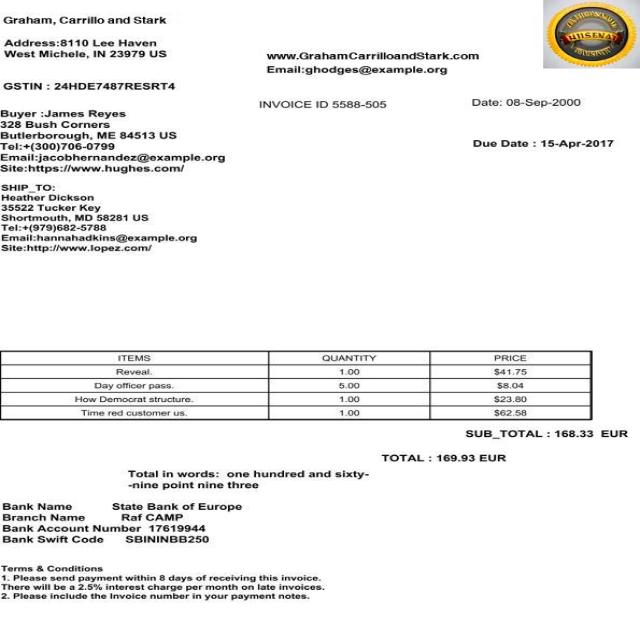 Graham, Carrillo and Stark
Address:8110 Lee Haven
West Michele, IN 23979 US
www.GrahamCarrilloandStark.com
Email:ghodges@example.org
GSTIN : 24HDE7487RESRT4
INVOICE ID 5588-505
Date: 08-Sep-2000
Due Date : 15-Apr-2017
Buyer :James Reyes
328 Bush Corners
Butlerborough, ME 84513 US
Tel:+(300)706-0799
Email:jacobhernandez@example.org
Site:https://www.hughes.com/
SHIP_TO:
Heather Dickson
35522 Tucker Key
Shortmouth, MD 58281 US
Tel:+(979)682-5788
Email:hannahadkins@example.org
Site:http://www.lopez.com/
ITEMS QUANTITY PRICE
Reveal. 1.00 $41.75
Day officer pass. 5.00 $8.04
How Democrat structure. 1.00 $23.80
Time red customer us. 1.00 $62.58
SUB_TOTAL : 168.33 EUR
TOTAL : 169.93 EUR
Total in words: one hundred and sixty-
-nine point nine three
Bank Name State Bank of Europe
Branch Name Raf CAMP
Bank Account Number 17619944
Bank Swift Code SBININBB250
Terms & Conditions
1. Please send payment within 8 days of receiving this invoice.
There will be a 2.5% interest charge per month on late invoices.
2. Please include the Invoice number in your payment notes.